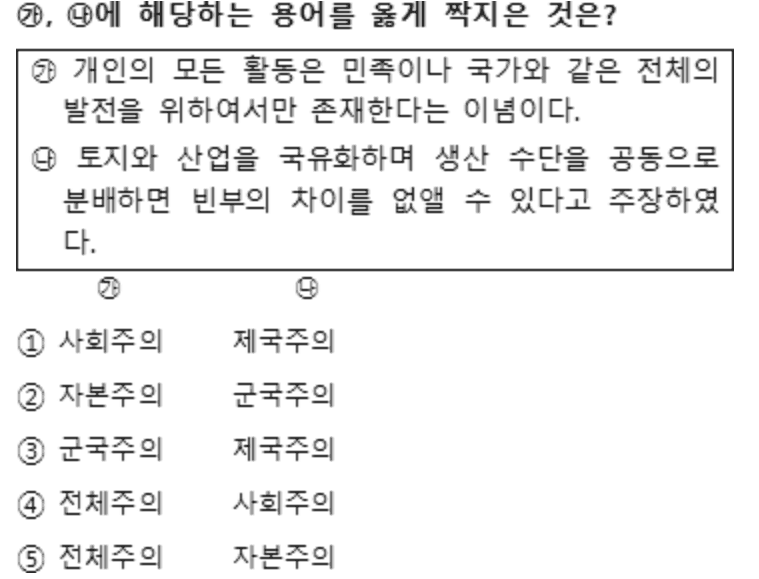 ㉮, ㉯에 해당하는 용어를 옳게 짝지은 것은?
㉮ 개인의 모든 활동은 민족이나 국가와 같은 전체의
발전을 위하여서만 존재한다는 이념이다.
㉯ 토지와 산업을 국유화하며 생산 수단을 공동으로
분배하면 빈부의 차이를 없앨 수 있다고 주장하였
다.
㉮ ㉯
① 사회주의 제국주의
② 자본주의 군국주의
③ 군국주의 제국주의
④ 전체주의 사회주의
⑤ 전체주의 자본주의